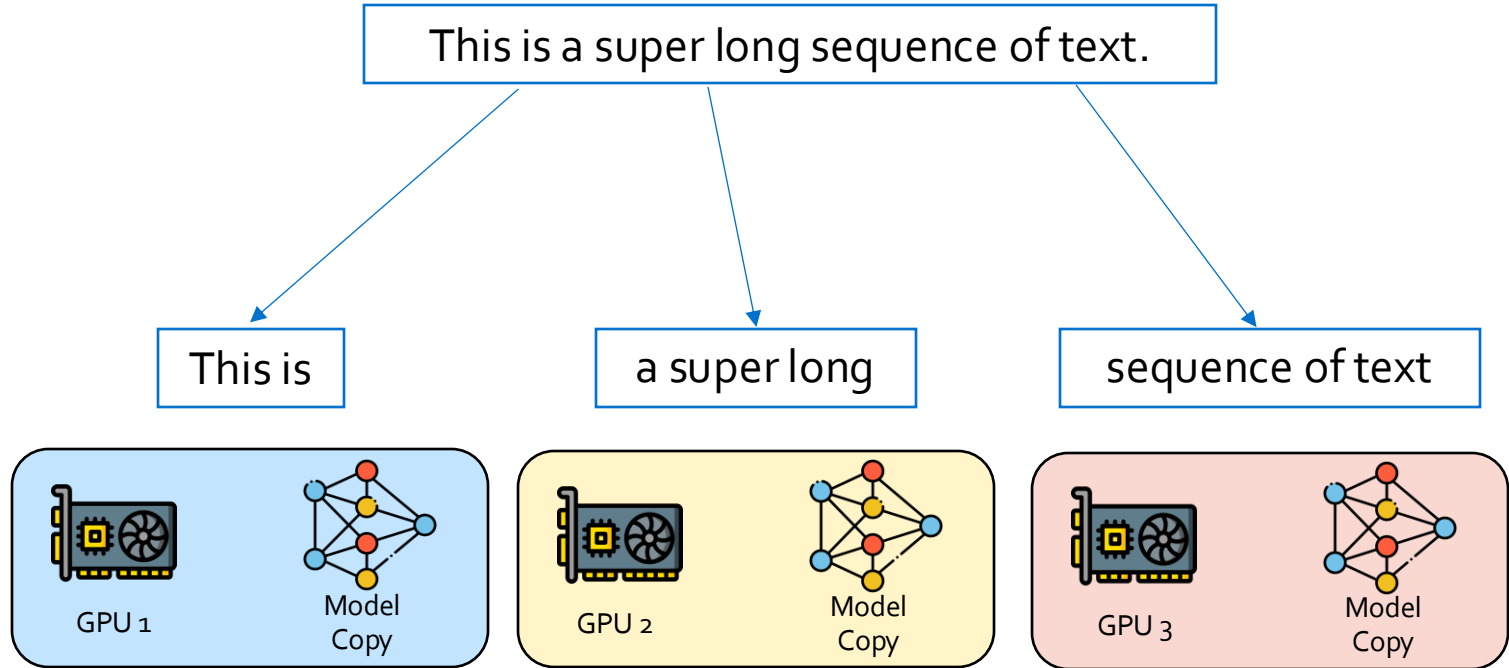 This is a super long sequence of text.
This is
a super long
sequence of text
GPU 1
Model
Copy
GPU 2
Model
Copy
GPU 3
Model
Copy